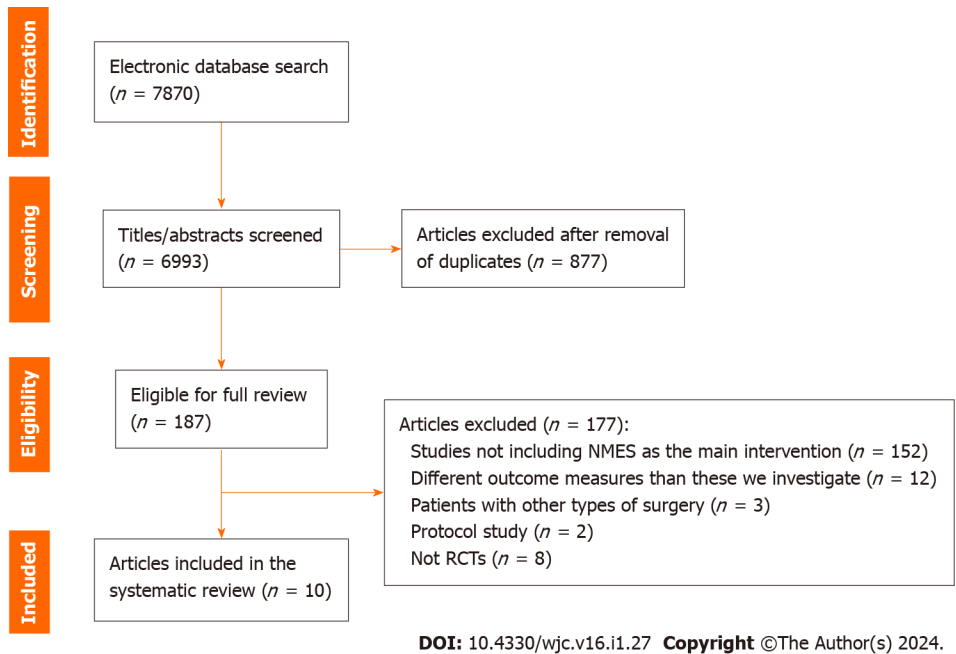 Identification
Electronic database search
(n = 7870)
Screening
Titles/abstracts screened
(n = 6993)
Articles excluded after removal
of duplicates (n = 877)
Eligibility
Eligible for full review
(n = 187)
Articles excluded (n = 177):
Studies not including NMES as the main intervention (n = 152)
Different outcome measures than these we investigate (n = 12)
Patients with other types of surgery (n = 3)
Protocol study (n = 2)
Not RCTs (n = 8)
Included
Articles included in the
systematic review (n = 10)
DOI: 10.4330/wjc.v16.i1.27 Copyright ©The Author(s) 2024.